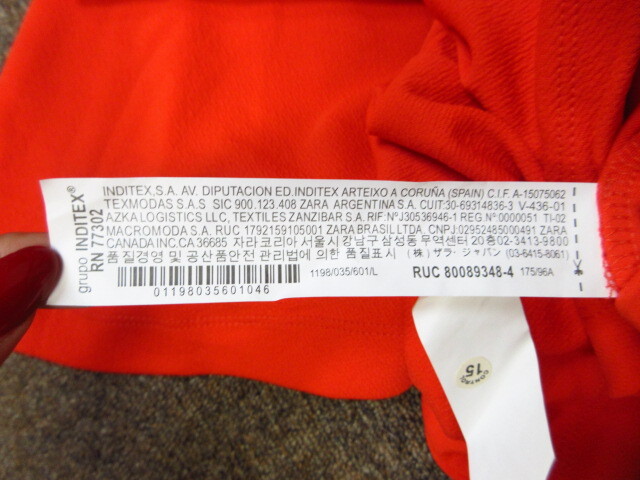 grupo INDITEX®
RN 77302
INDITEX,S.A. AV. DIPUTACION ED.INDITEX ARTEIXO A CORUÑA (SPAIN) C.I.F A-15075062
TEXMODAS S.A.S SIC 900.123.408 ZARA ARGENTINA S.A. CUIT:30-69314836-3 V-436-01
AZKA LOGISTICS LLC, TEXTILES ZANZIBAR S.A. RIF:NºJ30536946-1 REG.Nº0000051 TI-02
MACROMODA S.A. RUC 1792159105001 ZARA BRASIL LTDA. CNPJ:02952485000491 ZARA
CANADA INC.CA 36685 자라코리아 서울시강남구삼성동무역센터 20층02-3413-9800
품질경영 및 공산품안전 관리법에 의한 품질표시 (株) ザラ・ジャパン (03-6415-8061)
1198/035/601/L RUC 80089348-4 175/96A
01198035601046
CONTROL
15